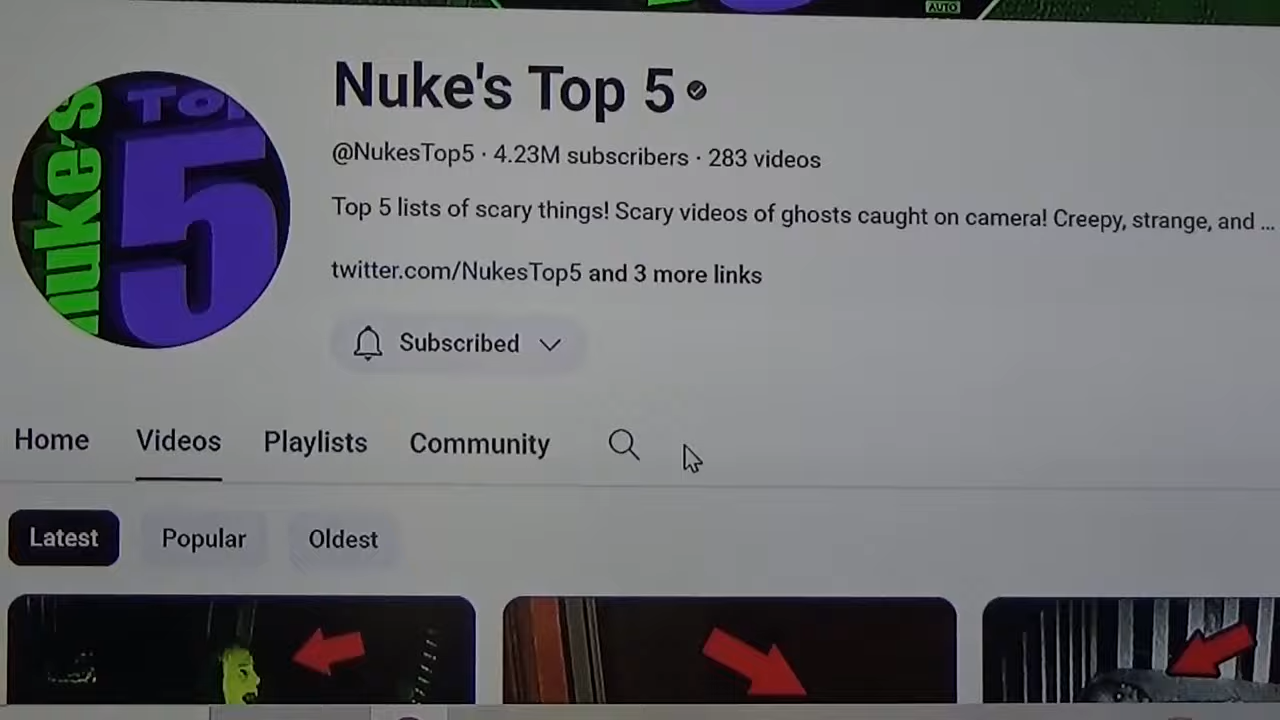 AUTO
Nuke's Top 5
@NukesTop5 · 4.23M subscribers · 283 videos
Top 5 lists of scary things! Scary videos of ghosts caught on camera! Creepy, strange, and ...
twitter.com/NukesTop5 and 3 more links
Subscribed
Home Videos Playlists Community
Latest Popular Oldest
nuke's
Top
5